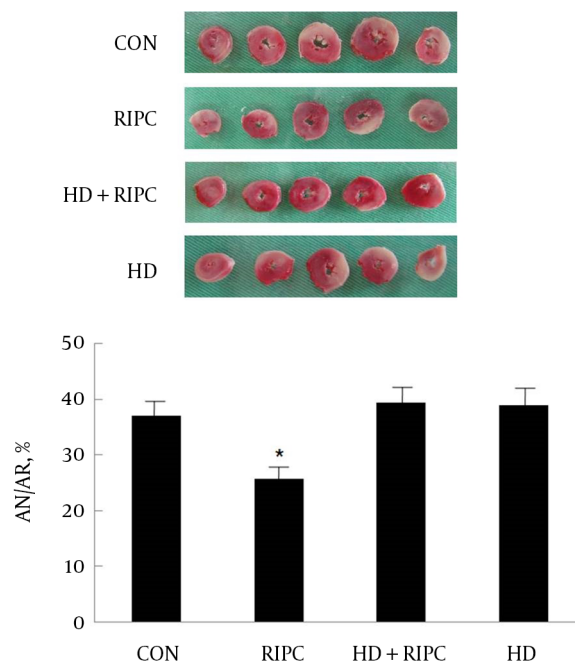 CON
RIPC
HD + RIPC
HD
50
40
30
20
10
0
AN/AR, %
*
CON RIPC HD + RIPC HD